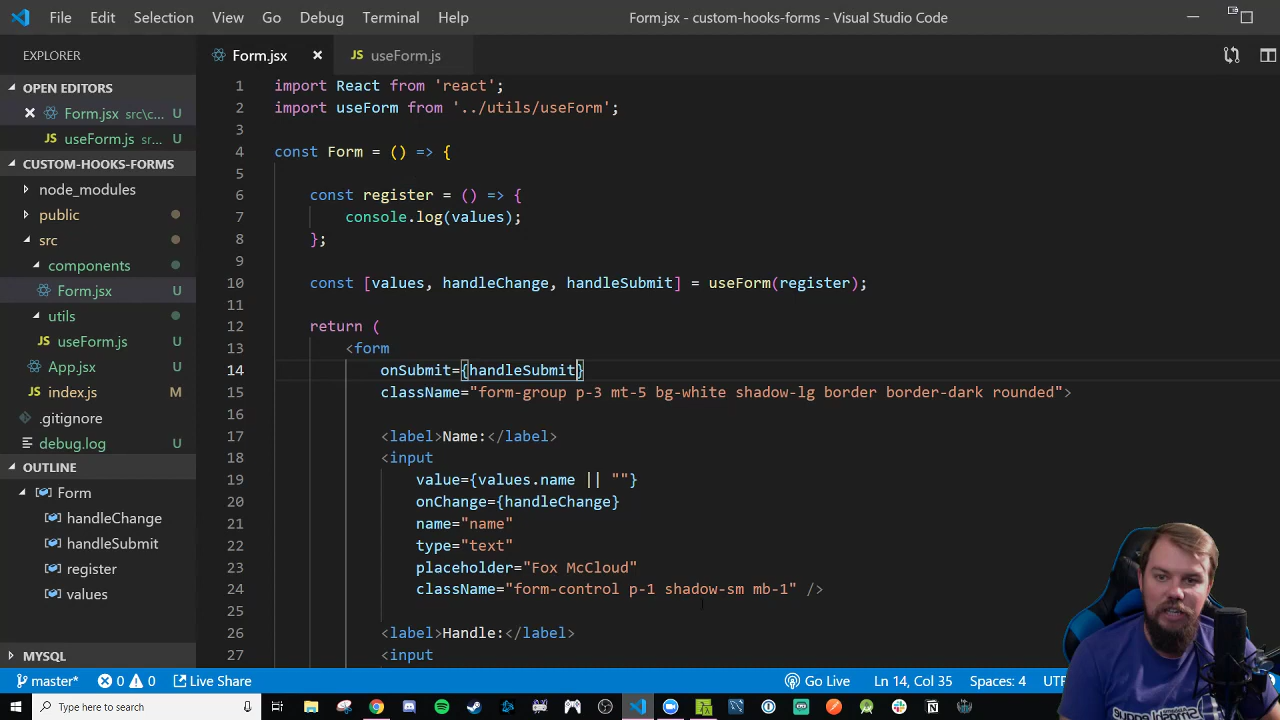 File Edit Selection View Go Debug Terminal Help
Form.jsx - custom-hooks-forms - Visual Studio Code
EXPLORER
OPEN EDITORS
Form.jsx src\c... U
JS useForm.js sr... U
CUSTOM-HOOKS-FORMS
node_modules
public
src
components
Form.jsx U
utils
JS useForm.js U
App.jsx U
JS index.js M
.gitignore
debug.log U
OUTLINE
Form
handleChange
handleSubmit
register
values
MYSQL
Form.jsx
JS useForm.js
1 import React from 'react';
2 import useForm from '../utils/useForm';
3
4 const Form = () => {
5
6 const register = () => {
7 console.log(values);
8 };
9
10 const [values, handleChange, handleSubmit] = useForm(register);
11
12 return (
13 <form
14 onSubmit={handleSubmit}
15 className="form-group p-3 mt-5 bg-white shadow-lg border border-dark rounded">
16
17 <label>Name:</label>
18 <input
19 value={values.name || ""}
20 onChange={handleChange}
21 name="name"
22 type="text"
23 placeholder="Fox McCloud"
24 className="form-control p-1 shadow-sm mb-1" />
25
26 <label>Handle:</label>
27 <input
master* 0 0 Live Share
Go Live Ln 14, Col 35 Spaces: 4
Type here to search